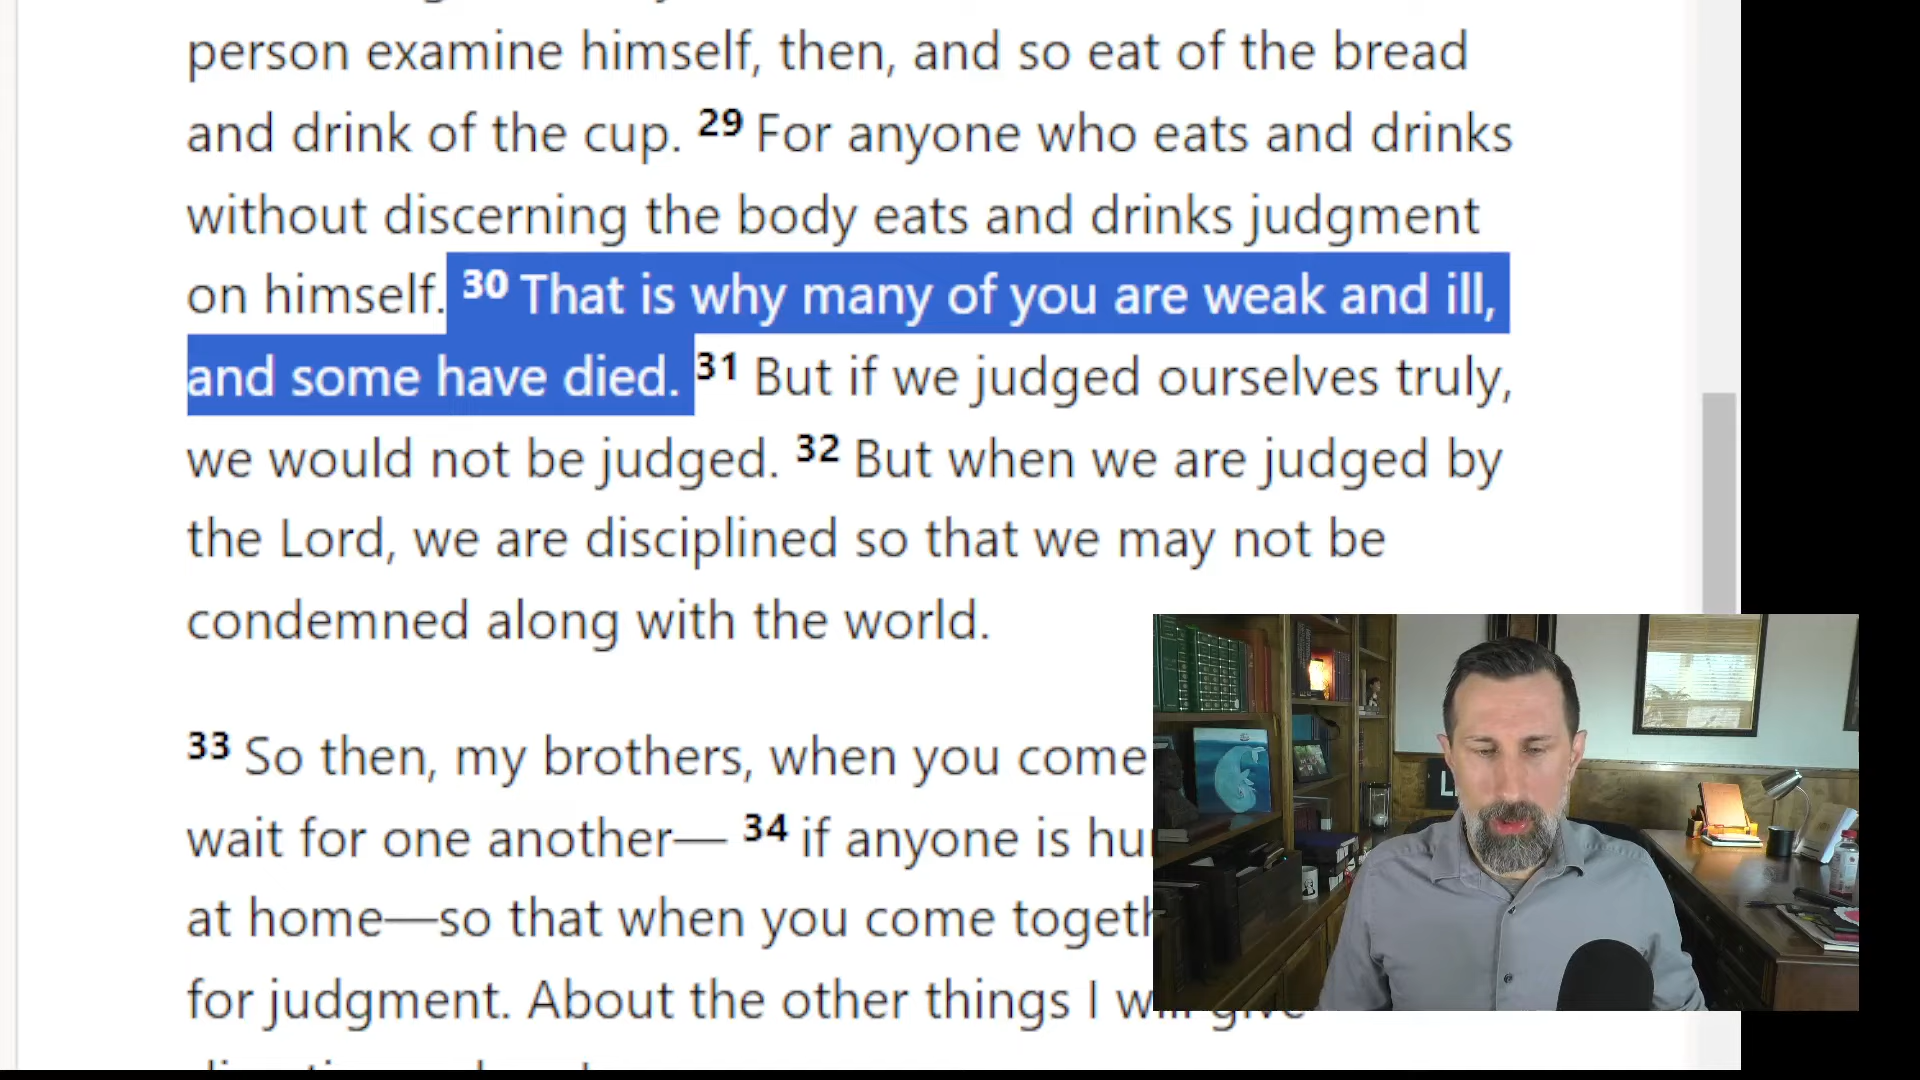 person examine himself, then, and so eat of the bread
and drink of the cup. 29 For anyone who eats and drinks
without discerning the body eats and drinks judgment
on himself. 30 That is why many of you are weak and ill,
and some have died. 31 But if we judged ourselves truly,
we would not be judged. 32 But when we are judged by
the Lord, we are disciplined so that we may not be
condemned along with the world.
33 So then, my brothers, when you come
wait for one another— 34 if anyone is
at home—so that when you come
for judgment. About the other things I